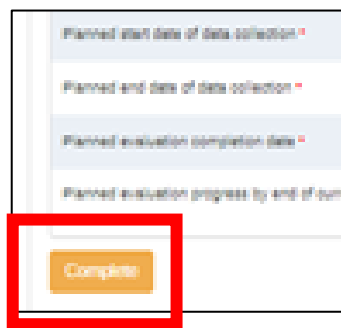 Planned start date of data collection *
Planned end date of data collection *
Planned evaluation completion date *
Planned evaluation progress by end of curr
Complete